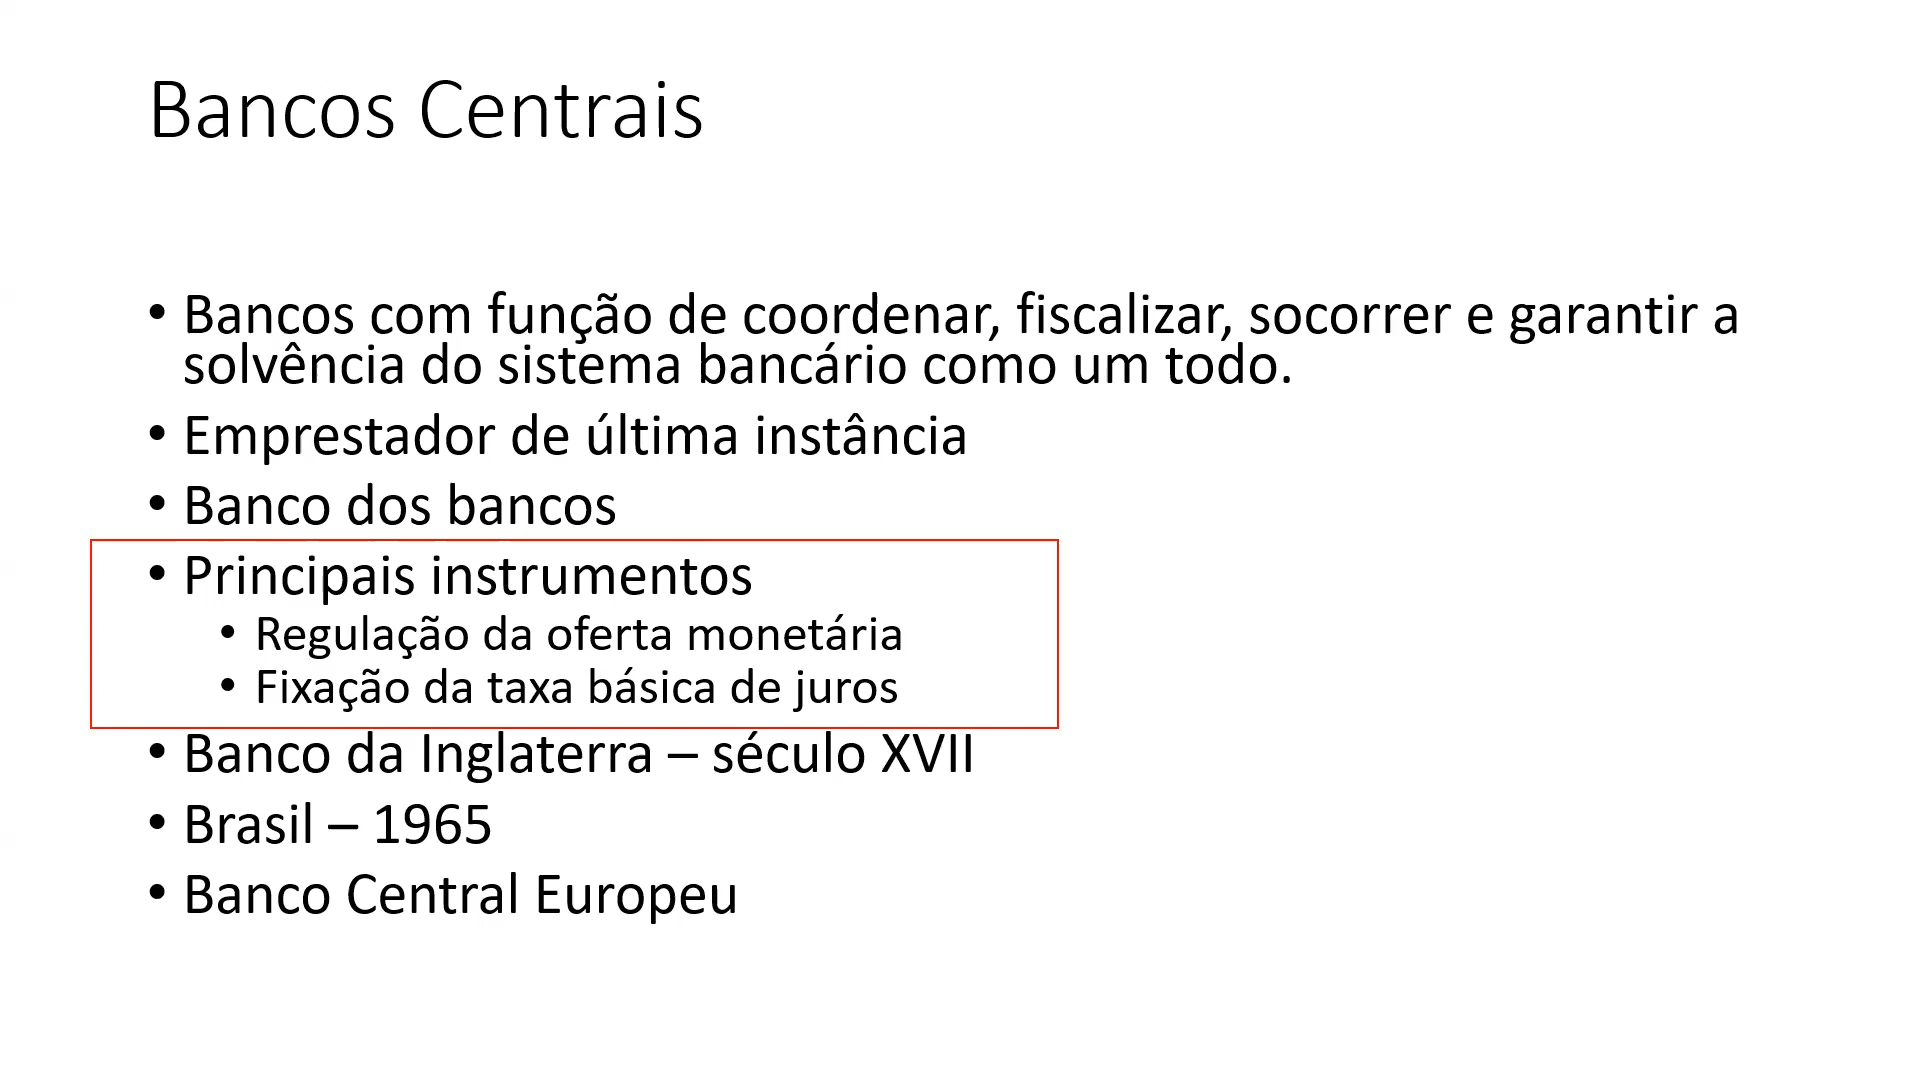 Bancos Centrais
• Bancos com função de coordenar, fiscalizar, socorrer e garantir a
solvência do sistema bancário como um todo.
• Emprestador de última instância
• Banco dos bancos
• Principais instrumentos
• Regulação da oferta monetária
• Fixação da taxa básica de juros
• Banco da Inglaterra – século XVII
• Brasil – 1965
• Banco Central Europeu